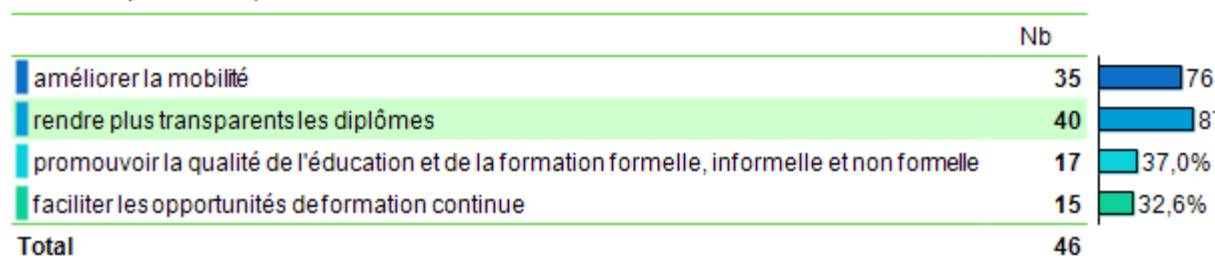 Nb
améliorer la mobilité 35 76
rendre plus transparents les diplômes 40
promouvoir la qualité de l'éducation et de la formation formelle, informelle et non formelle 17 37,0%
faciliter les opportunités de formation continue 15 32,6%
Total 46